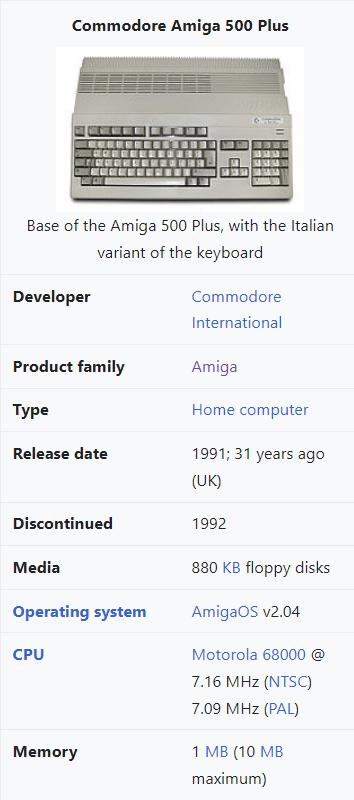 Commodore Amiga 500 Plus
Base of the Amiga 500 Plus, with the Italian
variant of the keyboard
Developer Commodore
International
Product family Amiga
Type Home computer
Release date 1991; 31 years ago
(UK)
Discontinued 1992
Media 880 KB floppy disks
Operating system AmigaOS v2.04
CPU Motorola 68000 @
7.16 MHz (NTSC)
7.09 MHz (PAL)
Memory 1 MB (10 MB
maximum)